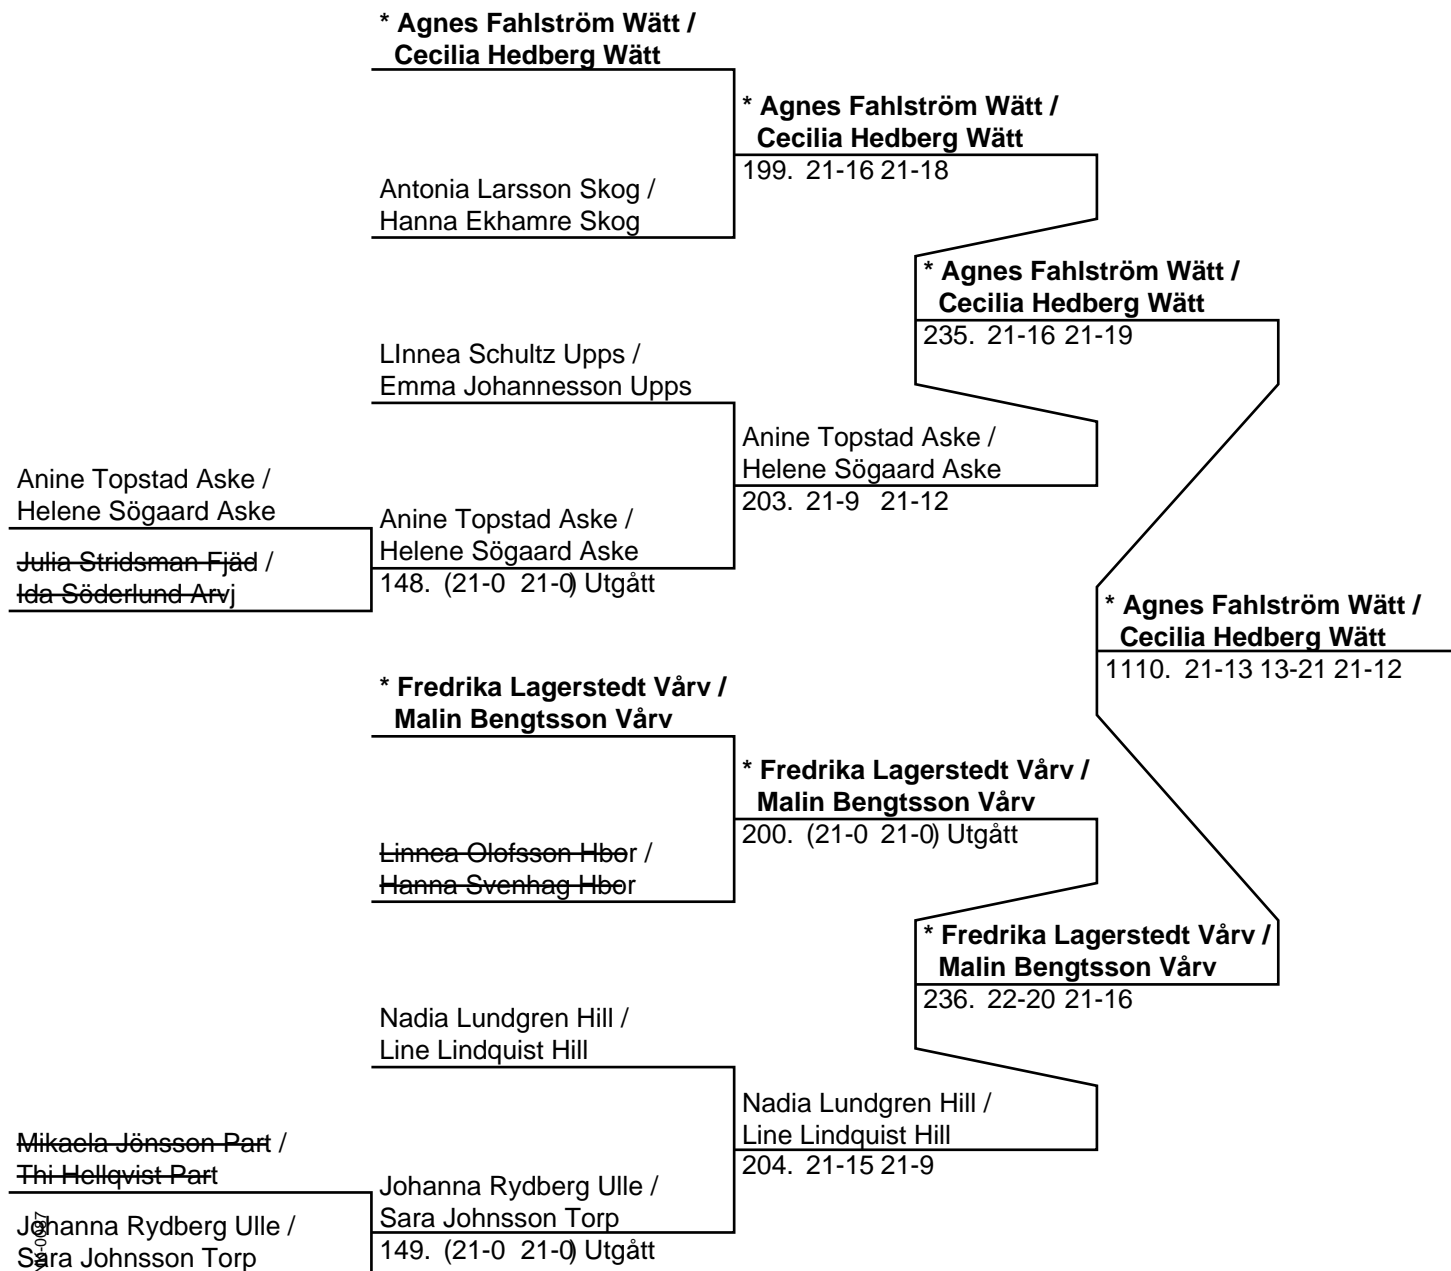 * Agnes Fahlström Wätt /
Cecilia Hedberg Wätt
* Agnes Fahlström Wätt /
Cecilia Hedberg Wätt
199. 21-16 21-18
Antonia Larsson Skog /
Hanna Ekhamre Skog
* Agnes Fahlström Wätt /
Cecilia Hedberg Wätt
235. 21-16 21-19
LInnea Schultz Upps /
Emma Johannesson Upps
Anine Topstad Aske /
Helene Sögaard Aske
203. 21-9 21-12
Anine Topstad Aske /
Helene Sögaard Aske
Anine Topstad Aske /
Helene Sögaard Aske
148. (21-0 21-0) Utgått
Julia Stridsman Fjäd /
Ida Söderlund Arvj
* Agnes Fahlström Wätt /
Cecilia Hedberg Wätt
1110. 21-13 13-21 21-12
* Fredrika Lagerstedt Vårv /
Malin Bengtsson Vårv
* Fredrika Lagerstedt Vårv /
Malin Bengtsson Vårv
200. (21-0 21-0) Utgått
Linnea Olofsson Hbor /
Hanna Svenhag Hbor
* Fredrika Lagerstedt Vårv /
Malin Bengtsson Vårv
236. 22-20 21-16
Nadia Lundgren Hill /
Line Lindquist Hill
Nadia Lundgren Hill /
Line Lindquist Hill
204. 21-15 21-9
Mikaela Jönsson Part /
Thi Hellqvist Part
Johanna Rydberg Ulle /
Sara Johnsson Torp
149. (21-0 21-0) Utgått
Johanna Rydberg Ulle /
Sara Johnsson Torp